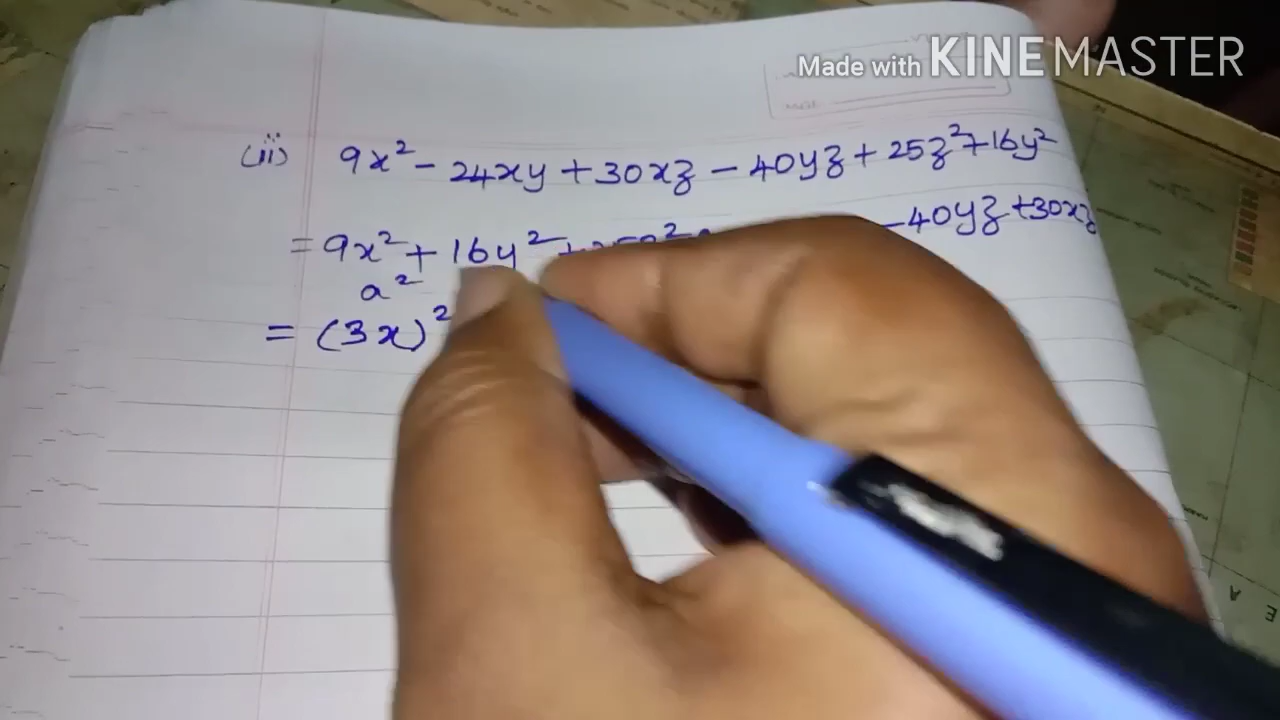 Made with KINEMASTER
(ii) 9x² - 24xy + 30xz - 40yz + 25z² + 16y²
= 9x² + 16y² + - 40yz + 30xz
a²
= (3x)²